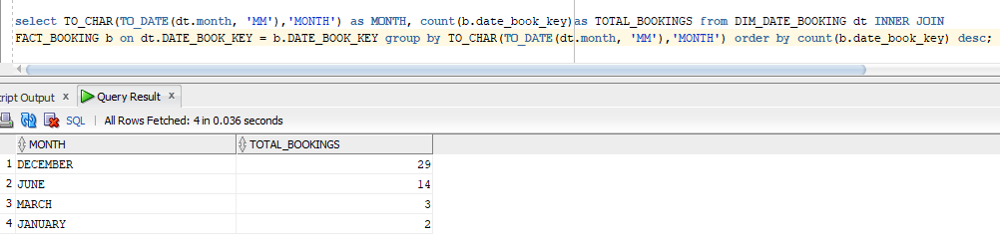 select TO_CHAR(TO_DATE(dt.month, 'MM'),'MONTH') as MONTH, count(b.date_book_key)as TOTAL_BOOKINGS from DIM_DATE_BOOKING dt INNER JOIN
FACT_BOOKING b on dt.DATE_BOOK_KEY = b.DATE_BOOK_KEY group by TO_CHAR(TO_DATE(dt.month, 'MM'),'MONTH') order by count(b.date_book_key) desc;
cript Output x Query Result x
SQL | All Rows Fetched: 4 in 0.036 seconds
MONTH TOTAL_BOOKINGS
1 DECEMBER 29
2 JUNE 14
3 MARCH 3
4 JANUARY 2